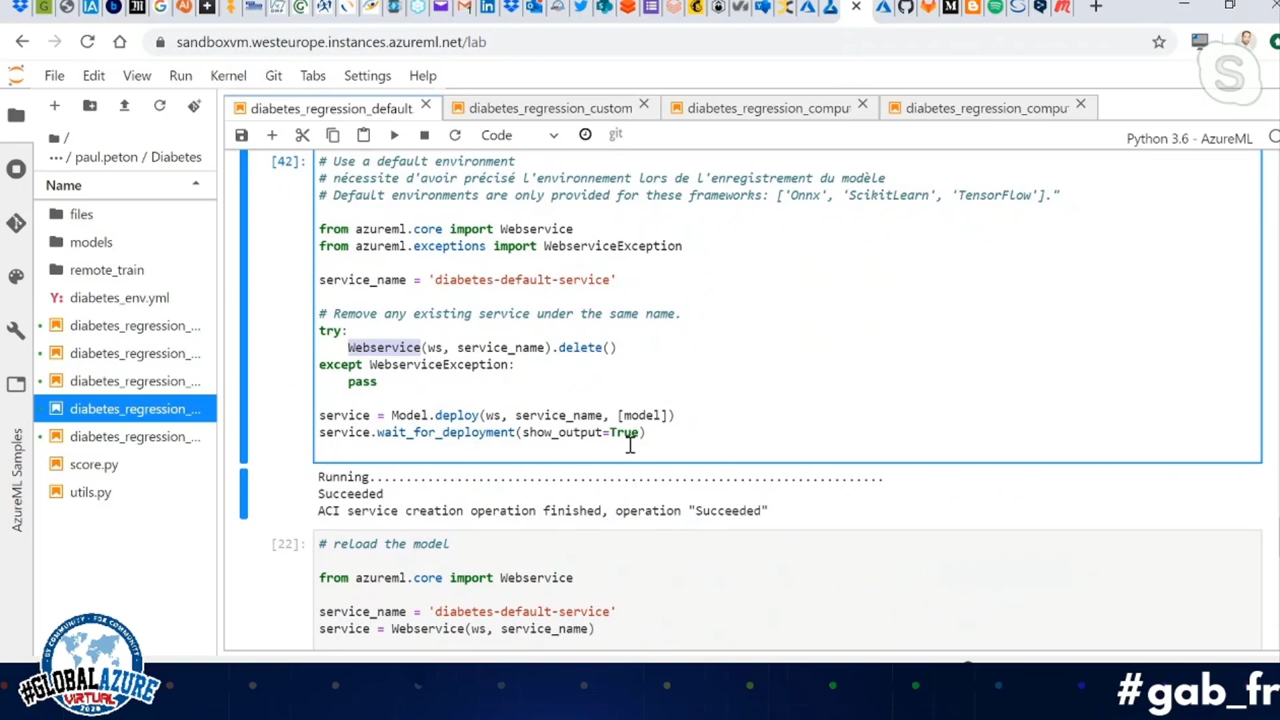 sandboxvm.westeurope.instances.azureml.net/lab
File Edit View Run Kernel Git Tabs Settings Help
diabetes_regression_default
diabetes_regression_custom
diabetes_regression_compu
diabetes_regression_compu
Code
git
Python 3.6 - AzureML
/
... / paul.peton / Diabetes
Name
files
models
remote_train
Y: diabetes_env.yml
diabetes_regression_...
diabetes_regression_...
diabetes_regression_...
diabetes_regression_...
diabetes_regression_...
score.py
utils.py
AzureML Samples
[42]:
# Use a default environment
# nécessite d'avoir précisé l'environnement lors de l'enregistrement du modèle
# Default environments are only provided for these frameworks: ['Onnx', 'ScikitLearn', 'TensorFlow']."
from azureml.core import Webservice
from azureml.exceptions import WebserviceException
service_name = 'diabetes-default-service'
# Remove any existing service under the same name.
try:
Webservice(ws, service_name).delete()
except WebserviceException:
pass
service = Model.deploy(ws, service_name, [model])
service.wait_for_deployment(show_output=True)
Running......................................................................
Succeeded
ACI service creation operation finished, operation "Succeeded"
[22]:
# reload the model
from azureml.core import Webservice
service_name = 'diabetes-default-service'
service = Webservice(ws, service_name)
BY COMMUNITY - FOR COMMUNITY
#GLOBALAZURE
VIRTUAL
2020
#gab_fr